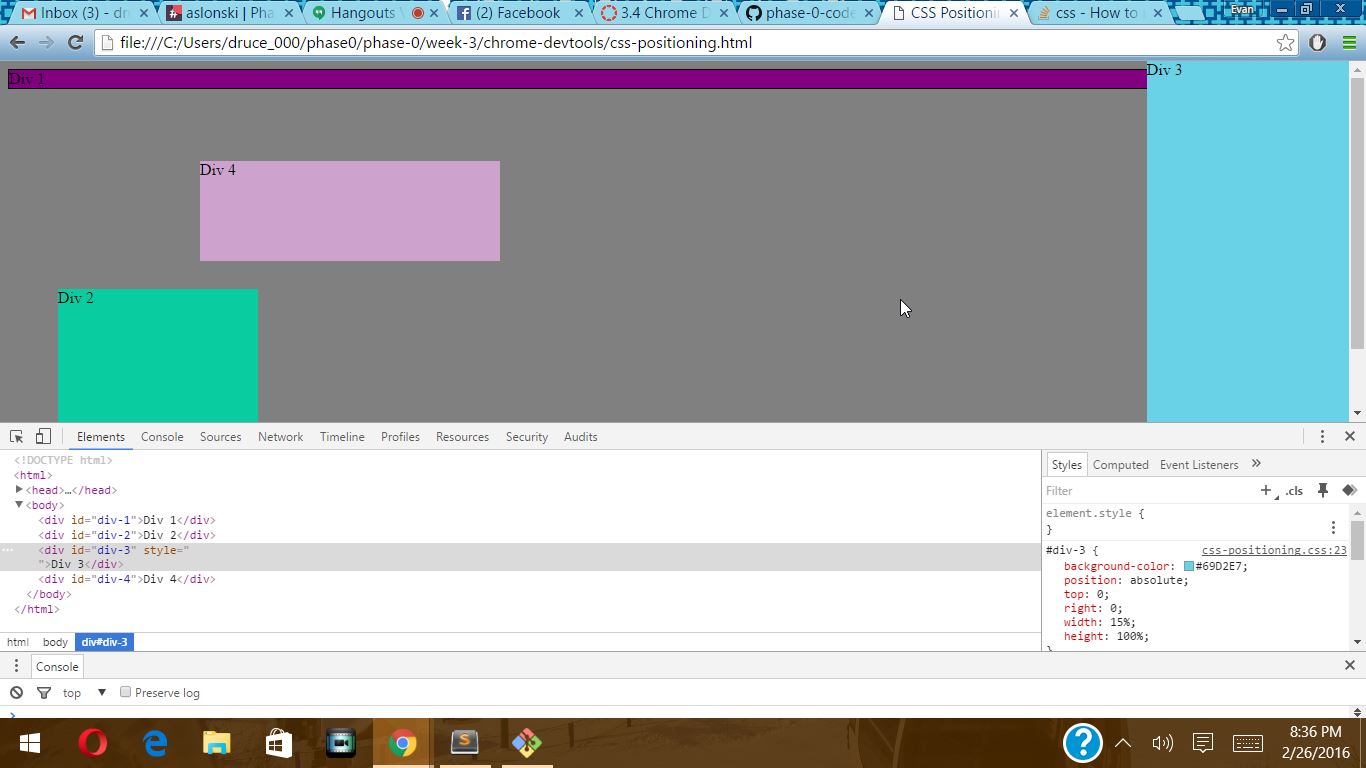 Inbox (3) - dr
aslonski | Pha
Hangouts
(2) Facebook
3.4 Chrome D
phase-0-code
CSS Positioni
css - How to
Evan
file:///C:/Users/druce_000/phase0/phase-0/week-3/chrome-devtools/css-positioning.html
Div 1
Div 3
Div 4
Div 2
Elements Console Sources Network Timeline Profiles Resources Security Audits
<!DOCTYPE html>
<html>
<head>…</head>
<body>
<div id="div-1">Div 1</div>
<div id="div-2">Div 2</div>
<div id="div-3" style="
">Div 3</div>
<div id="div-4">Div 4</div>
</body>
</html>
html body div#div-3
Styles Computed Event Listeners »
Filter + .cls
element.style {
}
#div-3 { css-positioning.css:23
background-color: #69D2E7;
position: absolute;
top: 0;
right: 0;
width: 15%;
height: 100%;
}
Console
top ▼ Preserve log
>
8:36 PM
2/26/2016